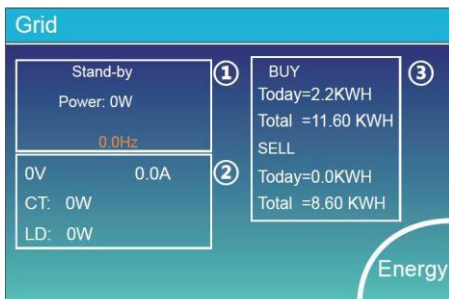 Grid
Stand-by
①
Power: 0W
0.0Hz
0V 0.0A
②
CT: 0W
LD: 0W
BUY
③
Today=2.2KWH
Total =11.60 KWH
SELL
Today=0.0KWH
Total =8.60 KWH
Energy